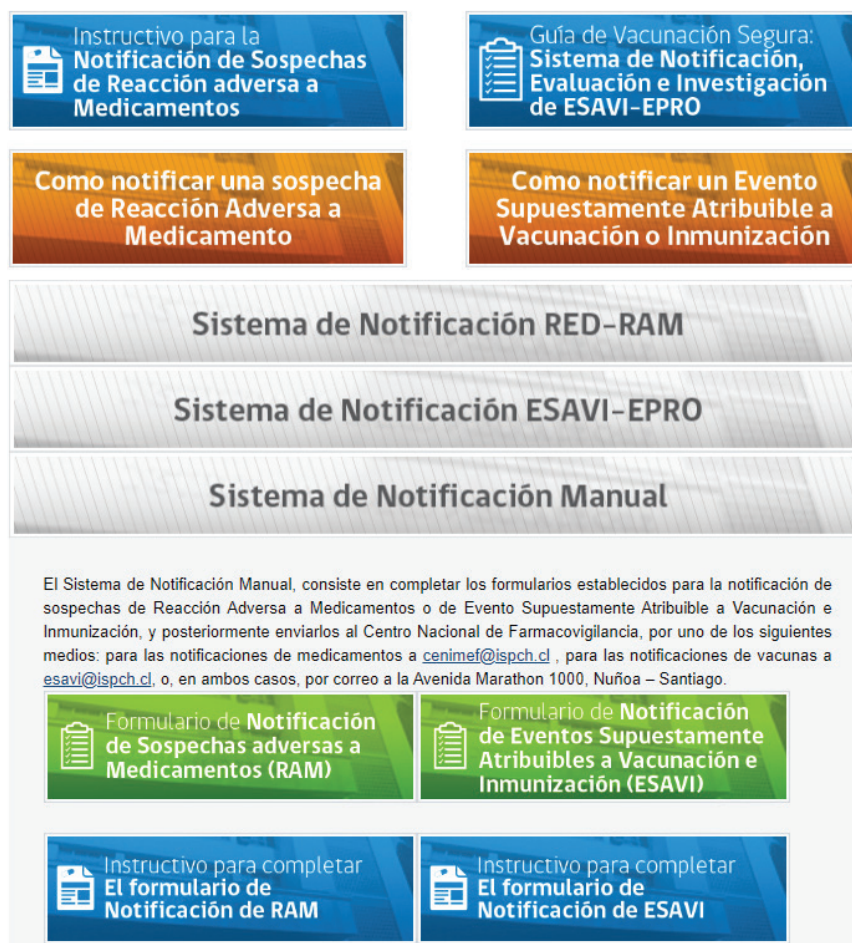 Instructivo para la
Notificación de Sospechas
de Reacción adversa a
Medicamentos
Guía de Vacunación Segura:
Sistema de Notificación,
Evaluación e Investigación
de ESAVI-EPRO
Como notificar una sospecha
de Reacción Adversa a
Medicamento
Como notificar un Evento
Supuestamente Atribuible a
Vacunación o Inmunización
Sistema de Notificación RED-RAM
Sistema de Notificación ESAVI-EPRO
Sistema de Notificación Manual
El Sistema de Notificación Manual, consiste en completar los formularios establecidos para la notificación de
sospechas de Reacción Adversa a Medicamentos o de Evento Supuestamente Atribuible a Vacunación e
Inmunización, y posteriormente enviarlos al Centro Nacional de Farmacovigilancia, por uno de los siguientes
medios: para las notificaciones de medicamentos a cenimef@ispch.cl , para las notificaciones de vacunas a
esavi@ispch.cl, o, en ambos casos, por correo a la Avenida Marathon 1000, Nuñoa – Santiago.
Formulario de Notificación
de Sospechas adversas a
Medicamentos (RAM)
Formulario de Notificación
de Eventos Supuestamente
Atribuibles a Vacunación e
Inmunización (ESAVI)
Instructivo para completar
El formulario de
Notificación de RAM
Instructivo para completar
El formulario de
Notificación de ESAVI